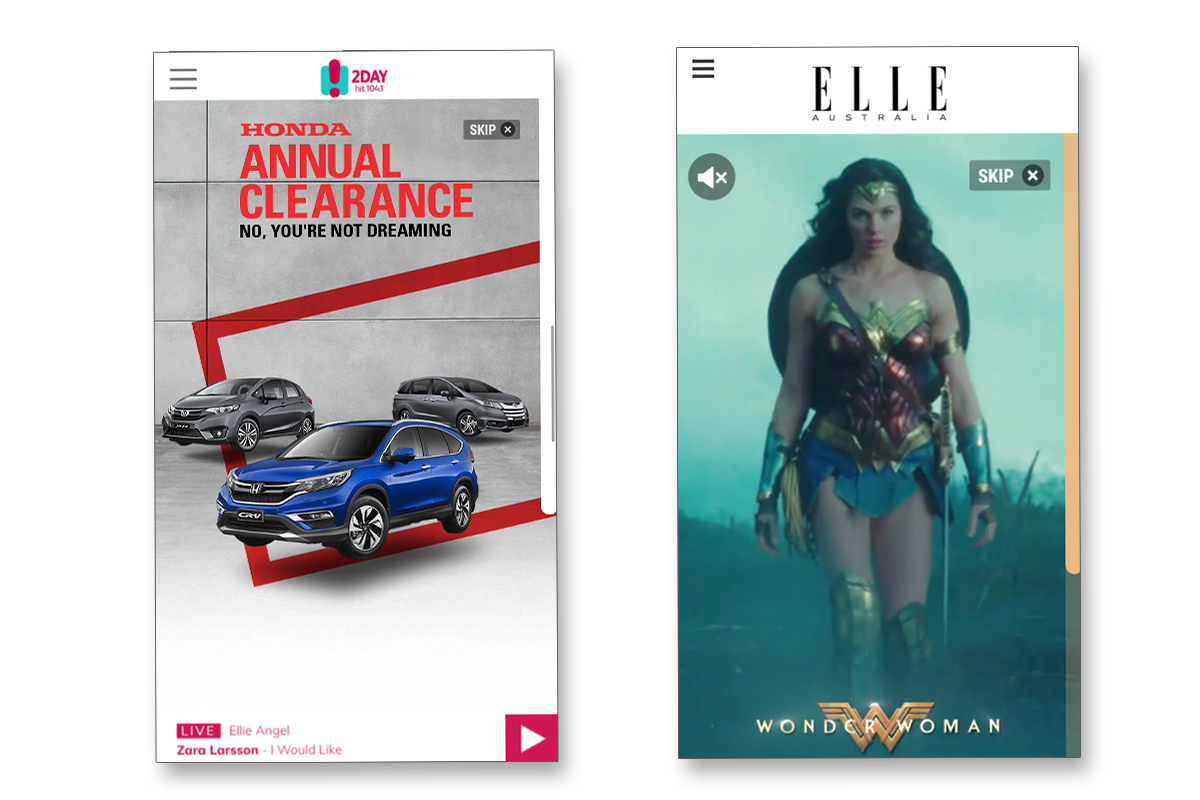 2DAY
hit 104.1
HONDA
SKIP
ANNUAL
CLEARANCE
NO, YOU'RE NOT DREAMING
CR-V
LIVE Ellie Angel
Zara Larsson - I Would Like
ELLE
AUSTRALIA
SKIP
WONDER WOMAN